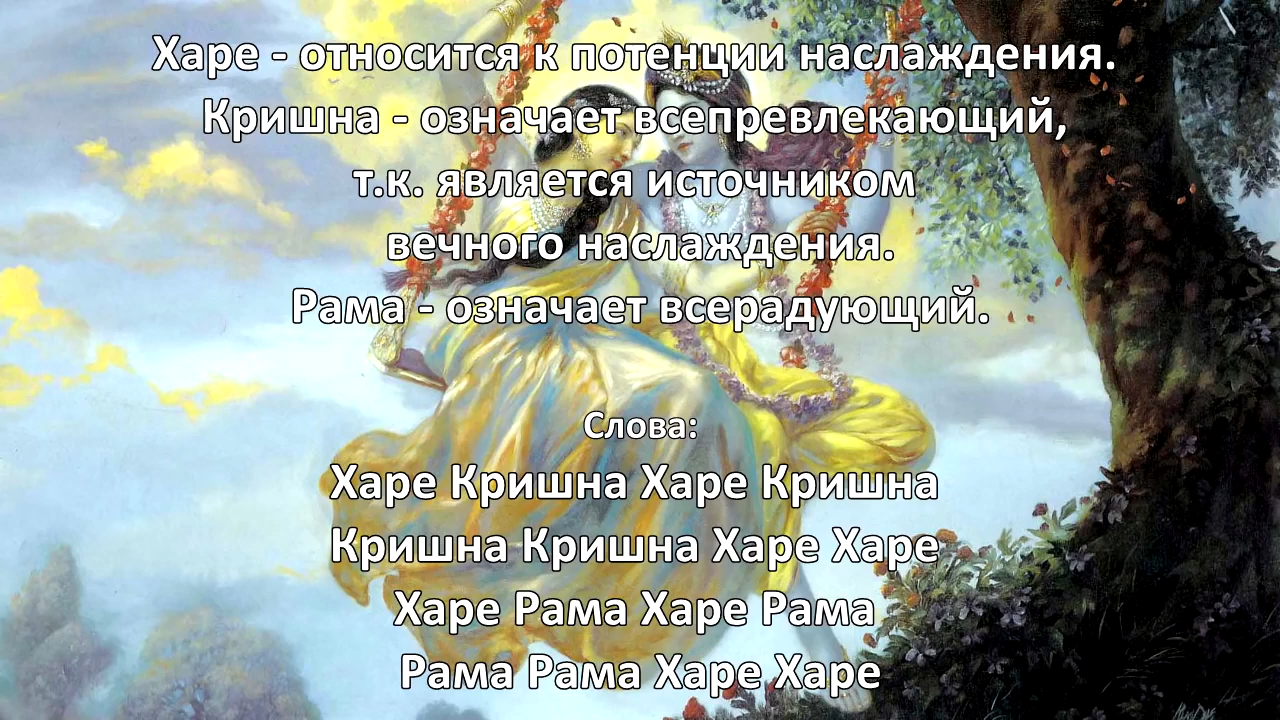 Харе - относится к потенции наслаждения.
Кришна - означает всепревлекающий,
т.к. является источником
вечного наслаждения.
Рама - означает всерадующий.
Слова:
Харе Кришна Харе Кришна
Кришна Кришна Харе Харе
Харе Рама Харе Рама
Рама Рама Харе Харе